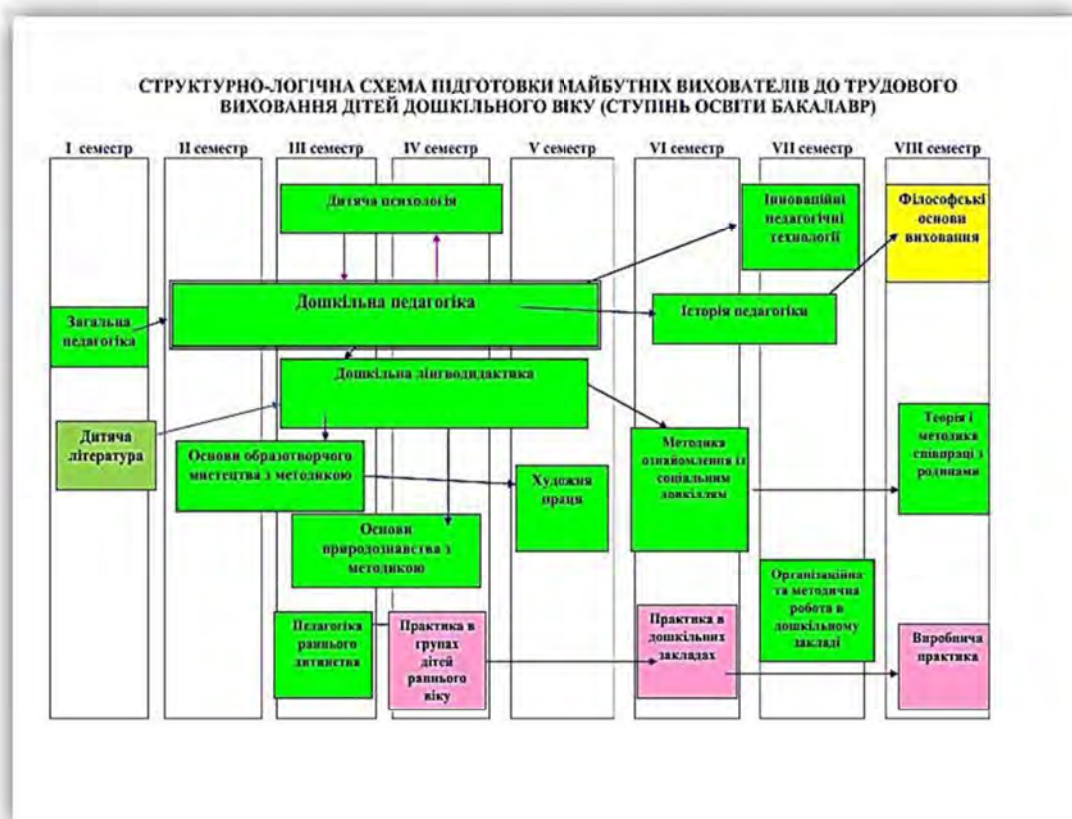 СТРУКТУРНО-ЛОГІЧНА СХЕМА ПІДГОТОВКИ МАЙБУТНІХ ВИХОВАТЕЛІВ ДО ТРУДОВОГО
ВИХОВАННЯ ДІТЕЙ ДОШКІЛЬНОГО ВІКУ (СТУПІНЬ ОСВІТИ БАКАЛАВР)
І семестр
ІІ семестр
ІІІ семестр
IV семестр
V семестр
VI семестр
VII семестр
VIII семестр
Дитяча психологія
Інноваційні
педагогічні
технології
Філософські
основи
виховання
Дошкільна педагогіка
Історія педагогіки
Загальна
педагогіка
Дошкільна лінгводидактика
Дитяча
література
Основи образотворчого
мистецтва з методикою
Художня
праця
Методика
ознайомлення із
соціальним
довкіллям
Теорія і
методика
співпраці з
родинами
Основи
природознавства з
методикою
Організаційна
та методична
робота в
дошкільному
закладі
Педагогіка
раннього
дитинства
Практика в
групах
дітей
раннього
віку
Практика в
дошкільних
закладах
Виробнича
практика